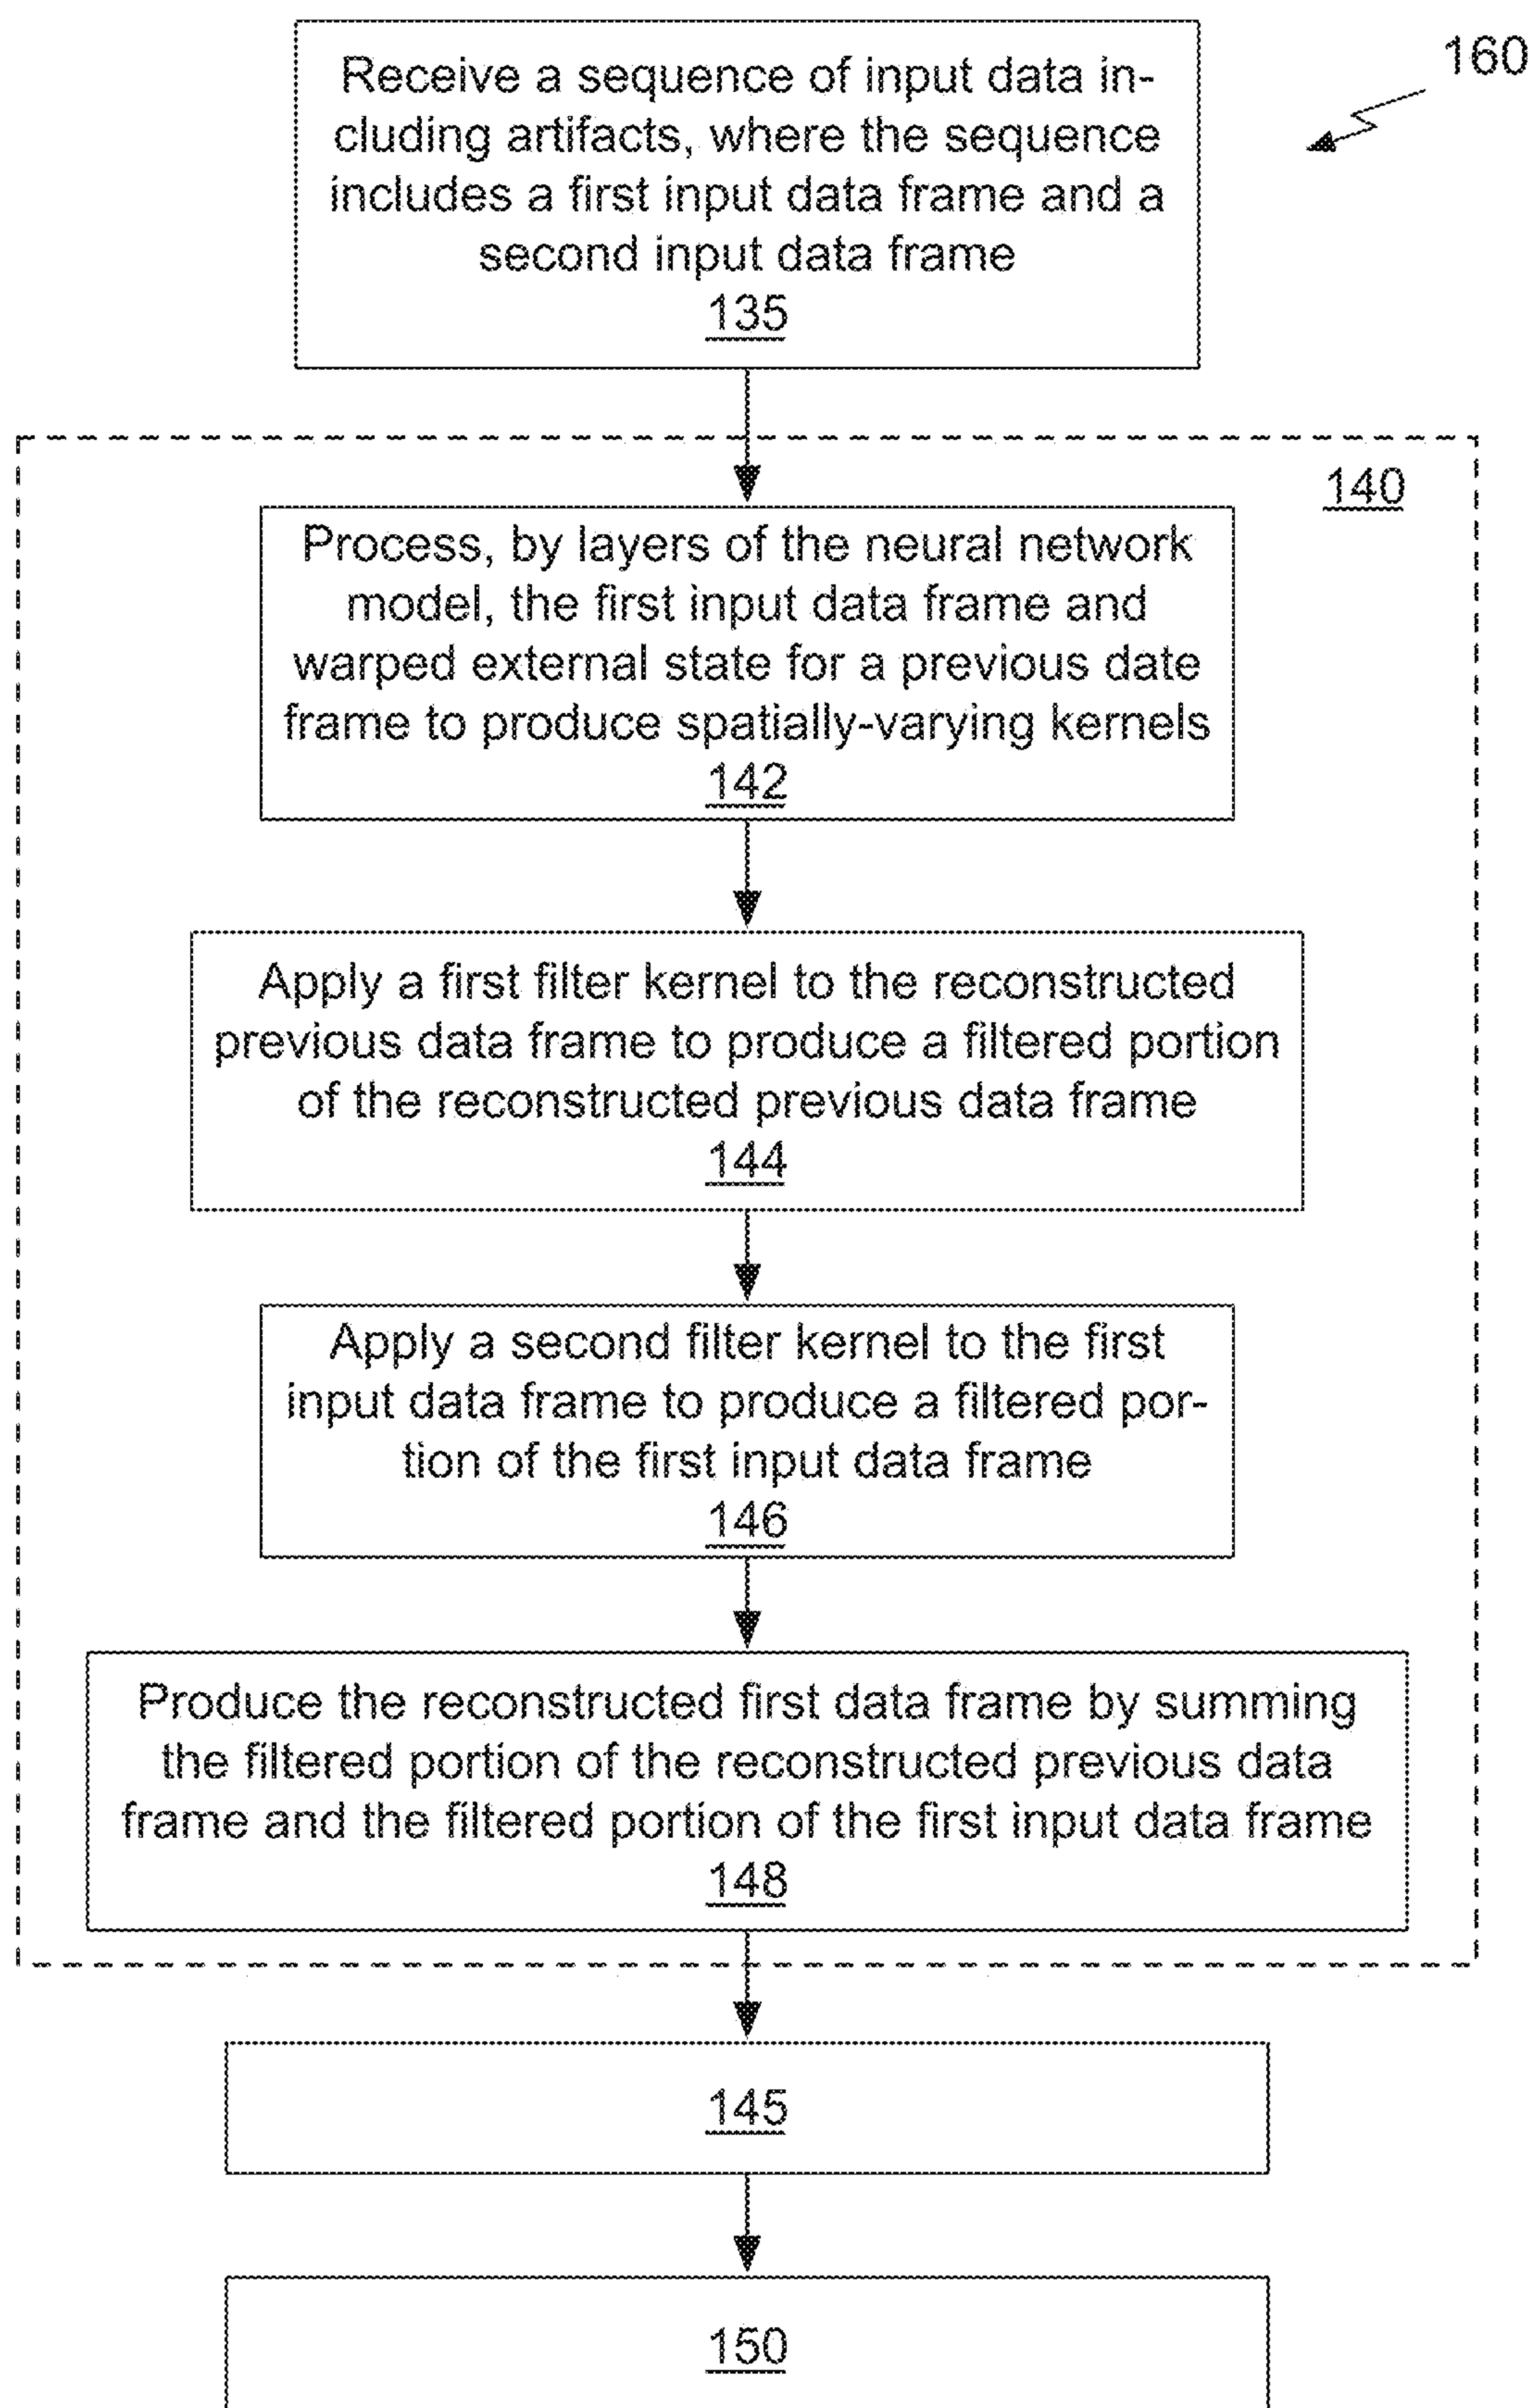 160
Receive a sequence of input data in-
cluding artifacts, where the sequence
includes a first input data frame and a
second input data frame
135
140
Process, by layers of the neural network
model, the first input data frame and
warped external state for a previous date
frame to produce spatially-varying kernels
142
Apply a first filter kernel to the reconstructed
previous data frame to produce a filtered portion
of the reconstructed previous data frame
144
Apply a second filter kernel to the first
input data frame to produce a filtered por-
tion of the first input data frame
146
Produce the reconstructed first data frame by summing
the filtered portion of the reconstructed previous data
frame and the filtered portion of the first input data frame
148
145
150